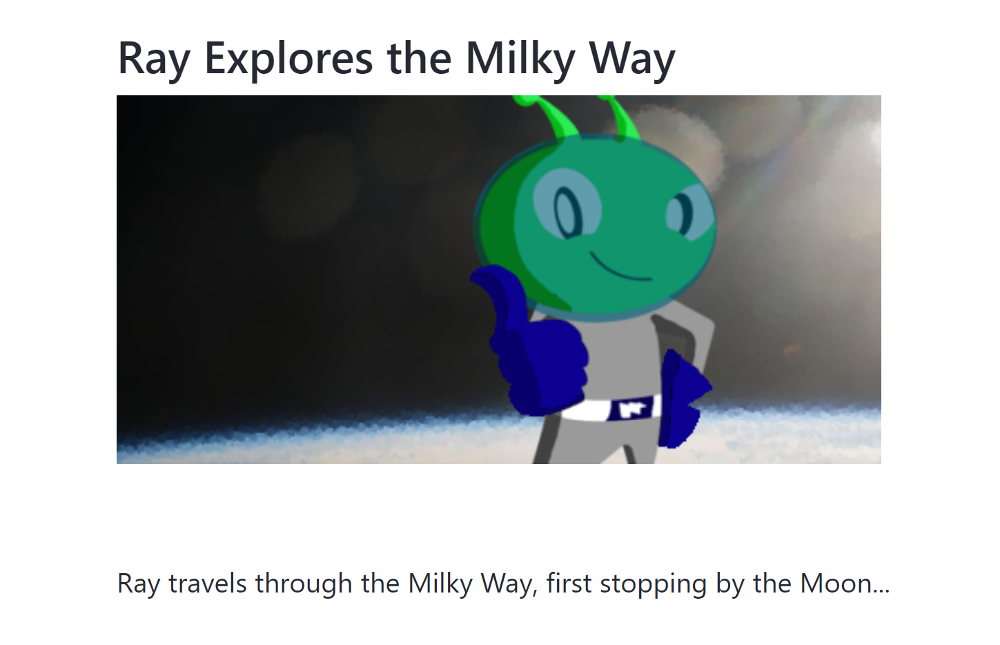 Ray Explores the Milky Way
Ray travels through the Milky Way, first stopping by the Moon...